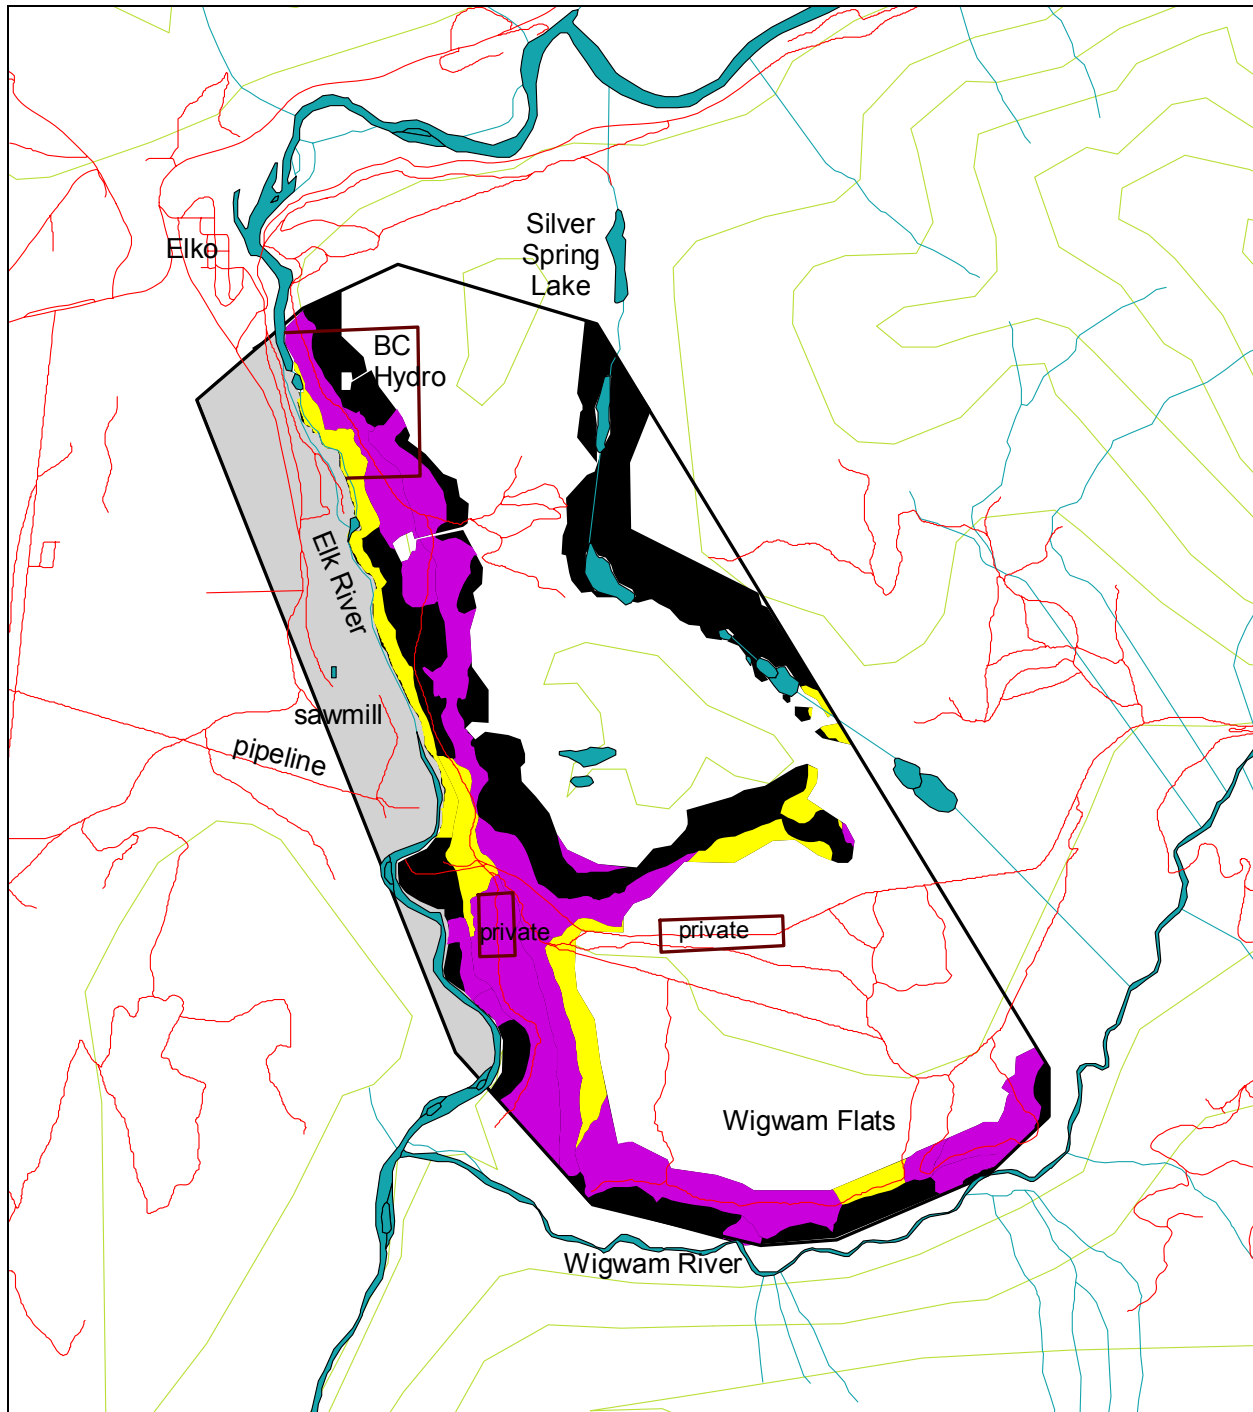 Silver
Spring
Lake
Elko
BC
Hydro
Elk River
sawmill
pipeline
private
private
Wigwam Flats
Wigwam River